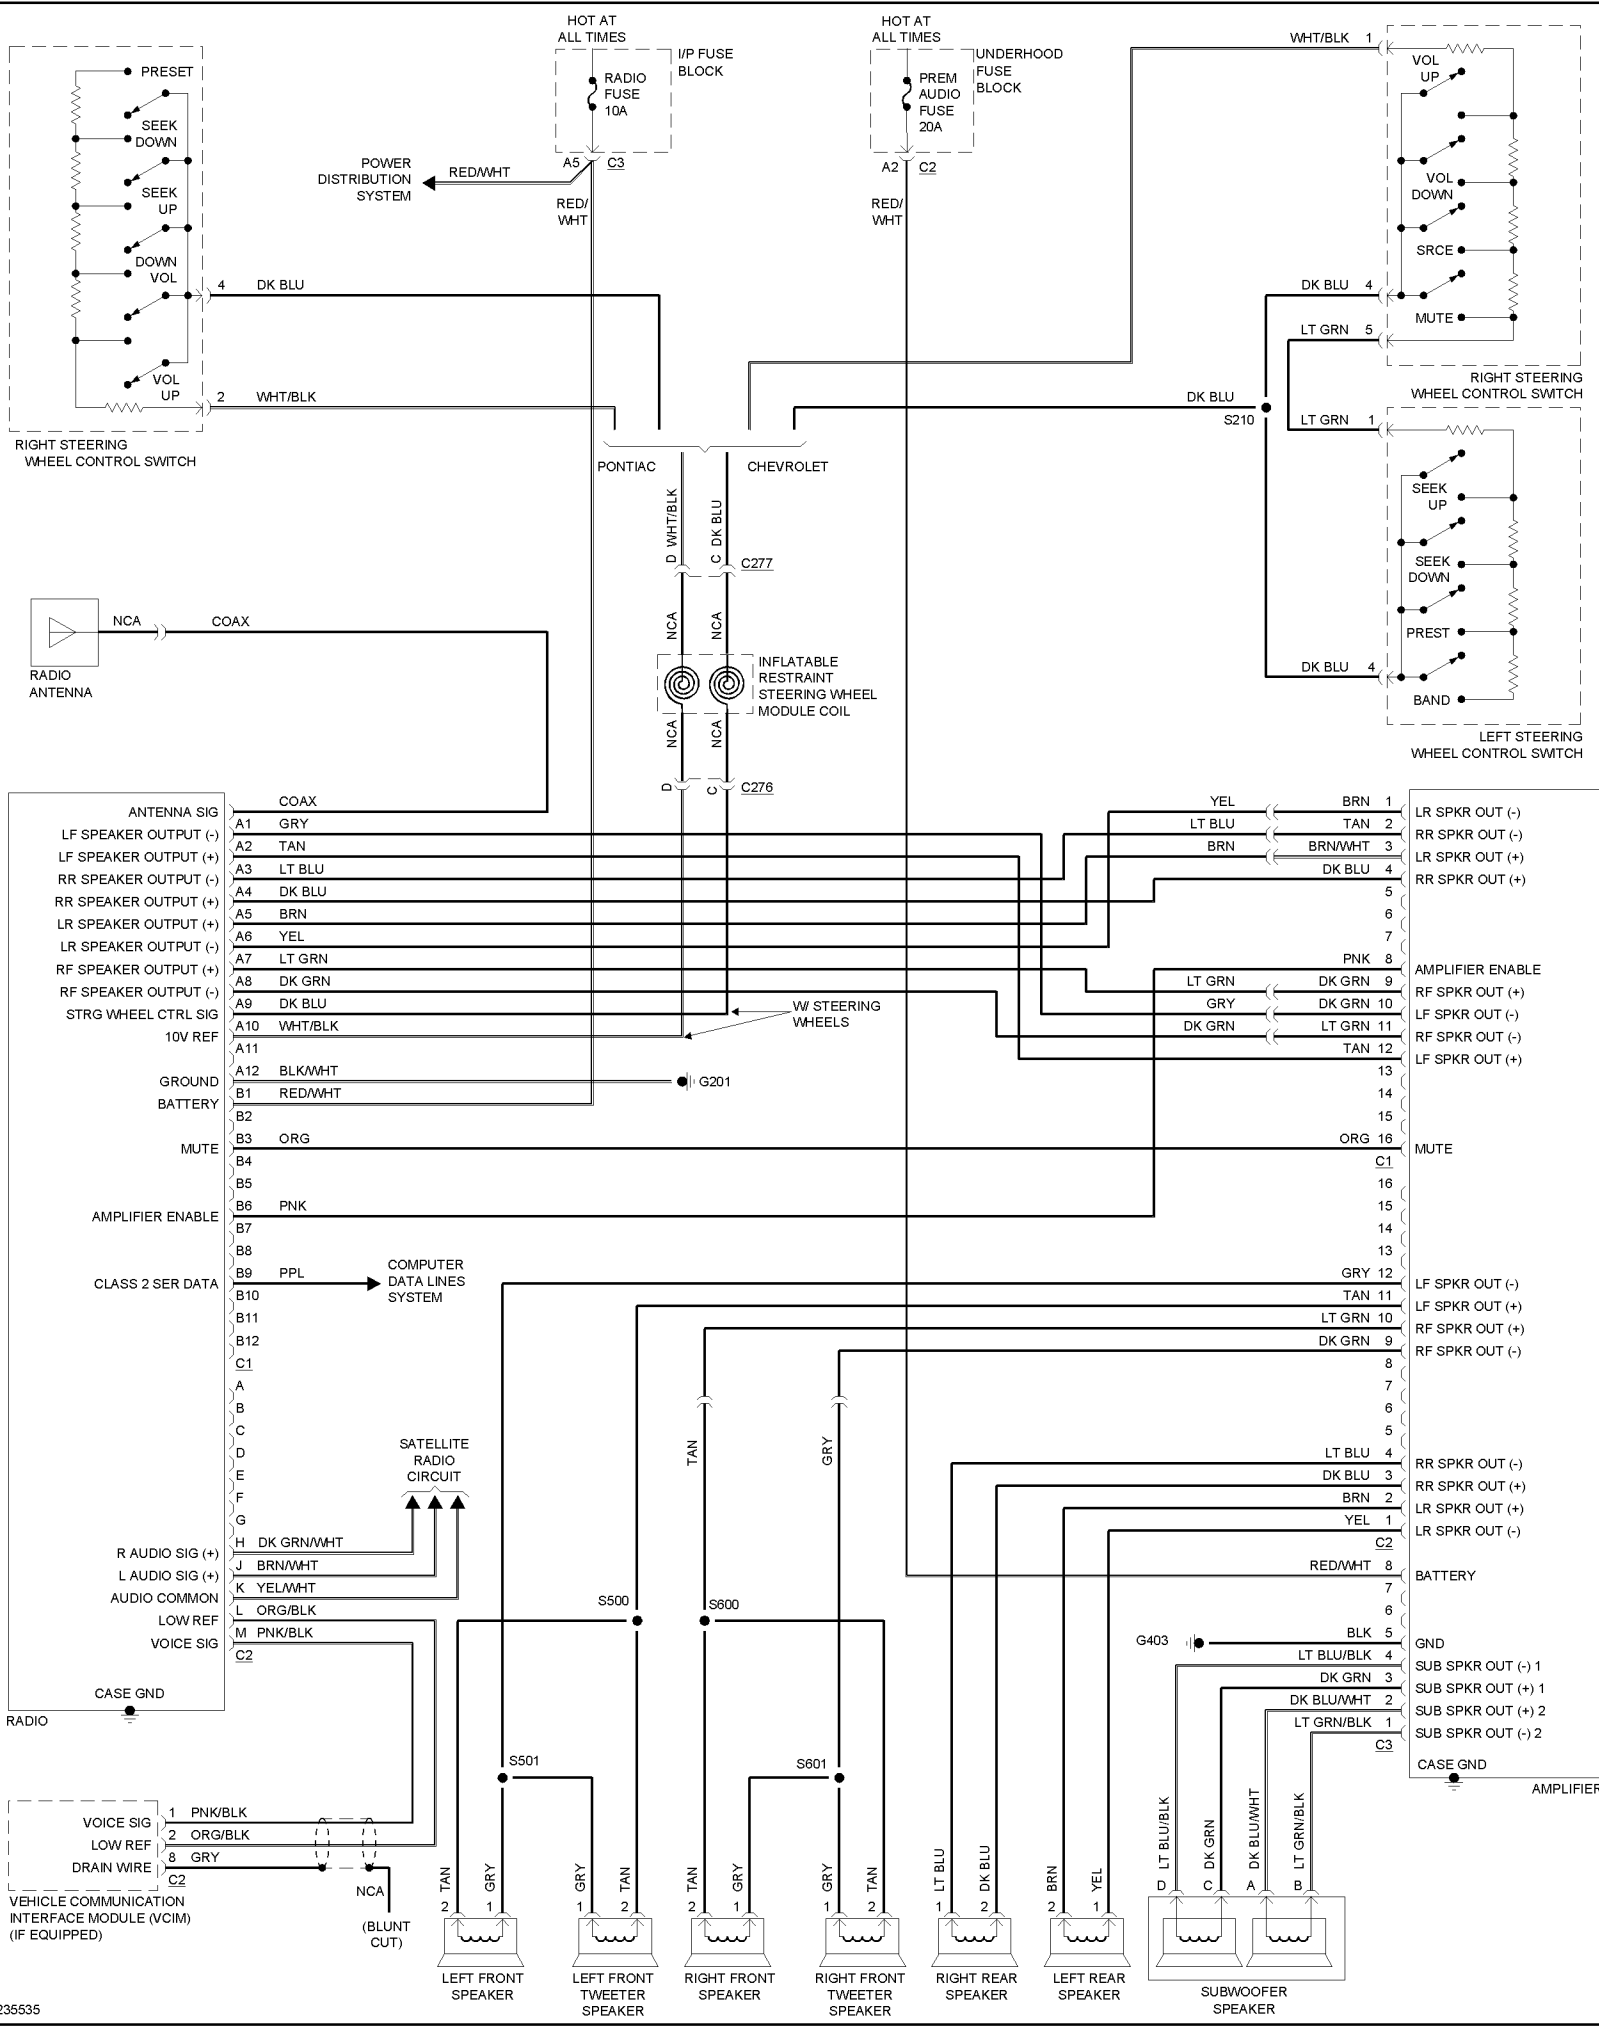 HOT AT
ALL TIMES
I/P FUSE
BLOCK
RADIO
FUSE
10A
A5
C3
HOT AT
ALL TIMES
UNDERHOOD
FUSE
BLOCK
PREM
AUDIO
FUSE
20A
A2
C2
POWER
DISTRIBUTION
SYSTEM
RED/WHT
RED/
WHT
RED/
WHT
PRESET
SEEK
DOWN
SEEK
UP
DOWN
VOL
VOL
UP
4 DK BLU
2 WHT/BLK
RIGHT STEERING
WHEEL CONTROL SWITCH
WHT/BLK 1
VOL
UP
VOL
DOWN
SRCE
MUTE
DK BLU 4
LT GRN 5
RIGHT STEERING
WHEEL CONTROL SWITCH
DK BLU
S210
LT GRN 1
SEEK
UP
SEEK
DOWN
PREST
BAND
DK BLU 4
LEFT STEERING
WHEEL CONTROL SWITCH
PONTIAC
CHEVROLET
D WHT/BLK
C DK BLU
C277
NCA
NCA
INFLATABLE
RESTRAINT
STEERING WHEEL
MODULE COIL
NCA
NCA
D
C
C276
NCA
COAX
RADIO
ANTENNA
ANTENNA SIG COAX
LF SPEAKER OUTPUT (-) A1 GRY
LF SPEAKER OUTPUT (+) A2 TAN
RR SPEAKER OUTPUT (-) A3 LT BLU
RR SPEAKER OUTPUT (+) A4 DK BLU
LR SPEAKER OUTPUT (+) A5 BRN
LR SPEAKER OUTPUT (-) A6 YEL
RF SPEAKER OUTPUT (+) A7 LT GRN
RF SPEAKER OUTPUT (-) A8 DK GRN
STRG WHEEL CTRL SIG A9 DK BLU
10V REF A10 WHT/BLK
A11
GROUND A12 BLK/WHT
G201
BATTERY B1 RED/WHT
B2
MUTE B3 ORG
B4
B5
AMPLIFIER ENABLE B6 PNK
B7
B8
CLASS 2 SER DATA B9 PPL
COMPUTER
DATA LINES
SYSTEM
B10
B11
B12
C1
A
B
C
D
E
F
G
R AUDIO SIG (+) H DK GRN/WHT
L AUDIO SIG (+) J BRN/WHT
AUDIO COMMON K YEL/WHT
LOW REF L ORG/BLK
VOICE SIG M PNK/BLK
C2
CASE GND
RADIO
SATELLITE
RADIO
CIRCUIT
W/ STEERING
WHEELS
YEL BRN 1 LR SPKR OUT (-)
LT BLU TAN 2 RR SPKR OUT (-)
BRN BRN/WHT 3 LR SPKR OUT (+)
DK BLU 4 RR SPKR OUT (+)
5
6
7
PNK 8 AMPLIFIER ENABLE
LT GRN DK GRN 9 RF SPKR OUT (+)
GRY DK GRN 10 LF SPKR OUT (-)
DK GRN LT GRN 11 RF SPKR OUT (-)
TAN 12 LF SPKR OUT (+)
13
14
15
ORG 16 MUTE
C1
16
15
14
13
GRY 12 LF SPKR OUT (-)
TAN 11 LF SPKR OUT (+)
LT GRN 10 RF SPKR OUT (+)
DK GRN 9 RF SPKR OUT (-)
8
7
6
5
LT BLU 4 RR SPKR OUT (-)
DK BLU 3 RR SPKR OUT (+)
BRN 2 LR SPKR OUT (+)
YEL 1 LR SPKR OUT (-)
C2
RED/WHT 8 BATTERY
7
6
G403
BLK 5 GND
LT BLU/BLK 4 SUB SPKR OUT (-) 1
DK GRN 3 SUB SPKR OUT (+) 1
DK BLU/WHT 2 SUB SPKR OUT (+) 2
LT GRN/BLK 1 SUB SPKR OUT (-) 2
C3
CASE GND
AMPLIFIER
TAN
GRY
S500
S600
S501
S601
VOICE SIG 1 PNK/BLK
LOW REF 2 ORG/BLK
DRAIN WIRE 8 GRY
C2
VEHICLE COMMUNICATION
INTERFACE MODULE (VCIM)
(IF EQUIPPED)
NCA
(BLUNT
CUT)
TAN 2
GRY 1
LEFT FRONT
SPEAKER
GRY 1
TAN 2
LEFT FRONT
TWEETER
SPEAKER
TAN 2
GRY 1
RIGHT FRONT
SPEAKER
GRY 1
TAN 2
RIGHT FRONT
TWEETER
SPEAKER
LT BLU 1
DK BLU 2
RIGHT REAR
SPEAKER
BRN 2
YEL 1
LEFT REAR
SPEAKER
LT BLU/BLK D
DK GRN C
DK BLU/WHT A
LT GRN/BLK B
SUBWOOFER
SPEAKER
235535